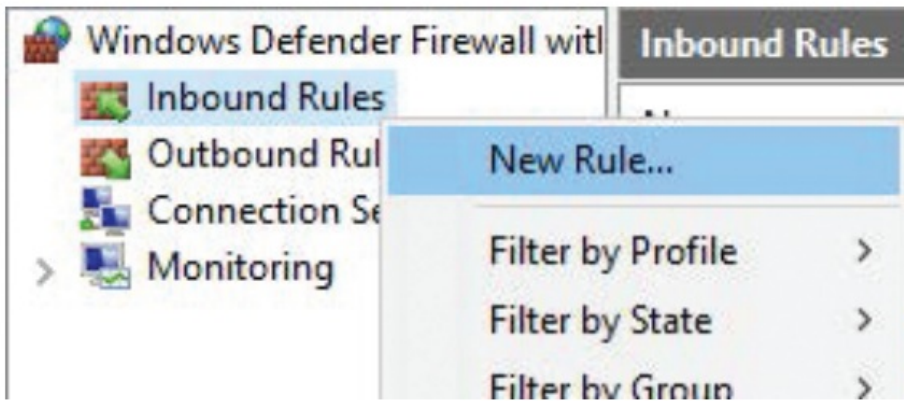 Windows Defender Firewall witl
Inbound Rules
Inbound Rules
Outbound Rul
Connection Se
Monitoring
New Rule...
Filter by Profile
Filter by State
Filter by Group